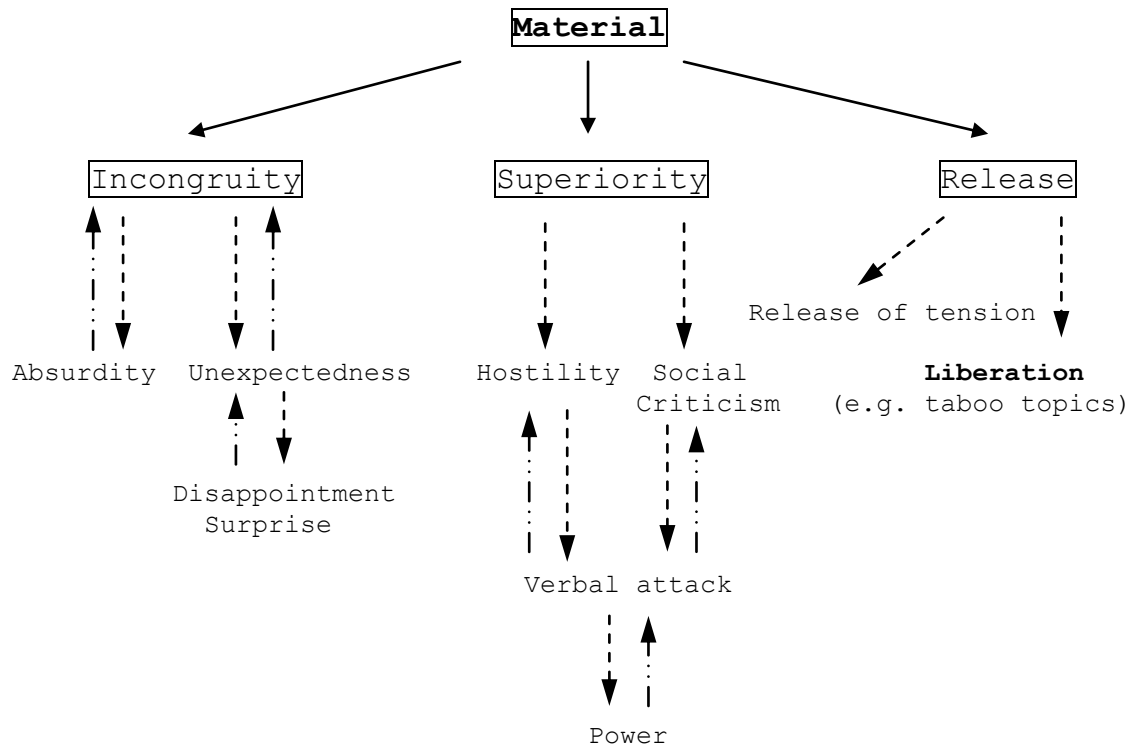 Material
Incongruity
Superiority
Release
Release of tension
Absurdity
Unexpectedness
Hostility
Social
Criticism
Liberation
(e.g. taboo topics)
Disappointment
Surprise
Verbal attack
Power